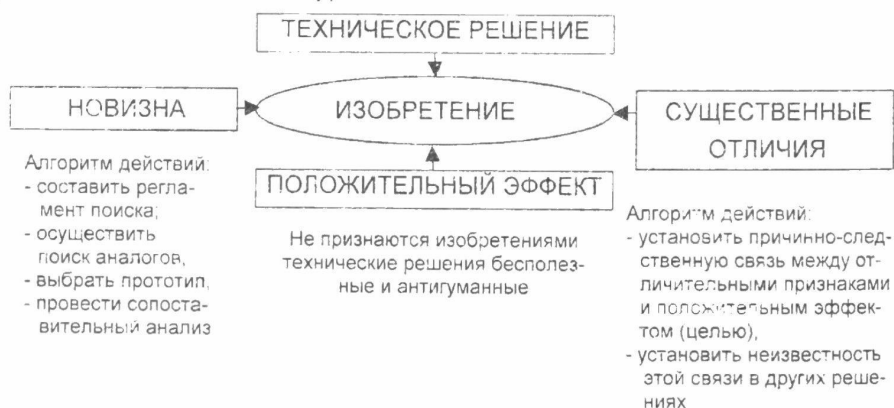 ТЕХНИЧЕСКОЕ РЕШЕНИЕ
НОВИЗНА
ИЗОБРЕТЕНИЕ
СУЩЕСТВЕННЫЕ
ОТЛИЧИЯ
ПОЛОЖИТЕЛЬНЫЙ ЭФФЕКТ
Алгоритм действий:
- составить регла-
мент поиска;
- осуществить
поиск аналогов,
- выбрать прототип,
- провести сопоста-
вительный анализ
Не признаются изобретениями
технические решения бесполез-
ные и антигуманные
Алгоритм действий:
- установить причинно-след-
ственную связь между от-
личительными признаками
и положительным эффек-
том (целью),
- установить неизвестность
этой связи в других реше-
ниях